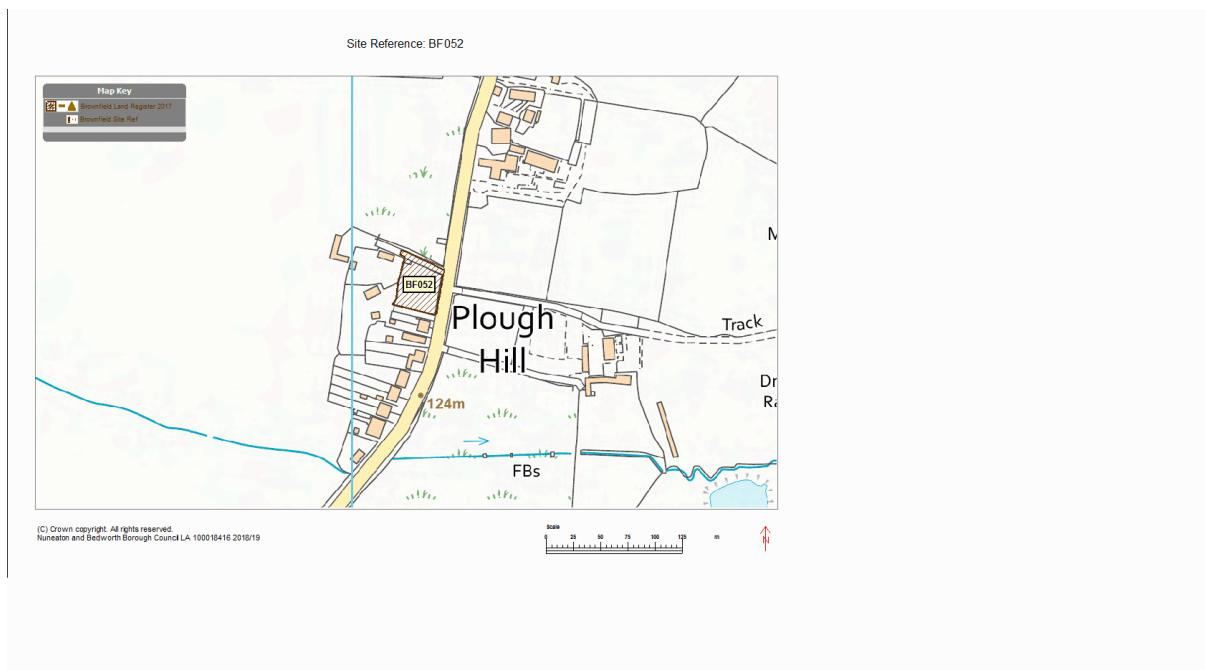 Site Reference: BF052
Map Key
Brownfield Land Register 2017
Brownfield Site Ref
BF052
Plough
Hill
Track
124m
FBs
(C) Crown copyright. All rights reserved.
Nuneaton and Bedworth Borough Council LA 100018416 2018/19
Scale
0 25 50 75 100 125 m
N